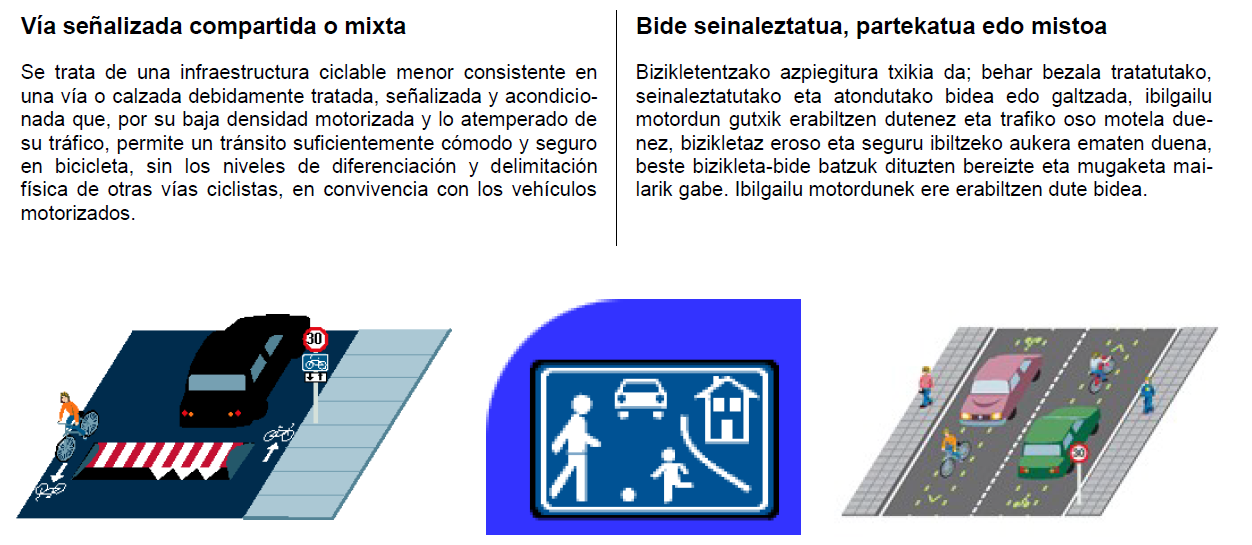 Vía señalizada compartida o mixta
Se trata de una infraestructura ciclable menor consistente en
una vía o calzada debidamente tratada, señalizada y acondicio-
nada que, por su baja densidad motorizada y lo atemperado de
su tráfico, permite un tránsito suficientemente cómodo y seguro
en bicicleta, sin los niveles de diferenciación y delimitación
física de otras vías ciclistas, en convivencia con los vehículos
motorizados.
Bide seinaleztatua, partekatua edo mistoa
Bizikletentzako azpiegitura txikia da; behar bezala tratatutako,
seinaleztatutako eta atondutako bidea edo galtzada, ibilgailu
motordun gutxik erabiltzen dutenez eta trafiko oso motela due-
nez, bizikletaz eroso eta seguru ibiltzeko aukera ematen duena,
beste bizikleta-bide batzuk dituzten bereizte eta mugaketa mai-
larik gabe. Ibilgailu motordunek ere erabiltzen dute bidea.
30
30